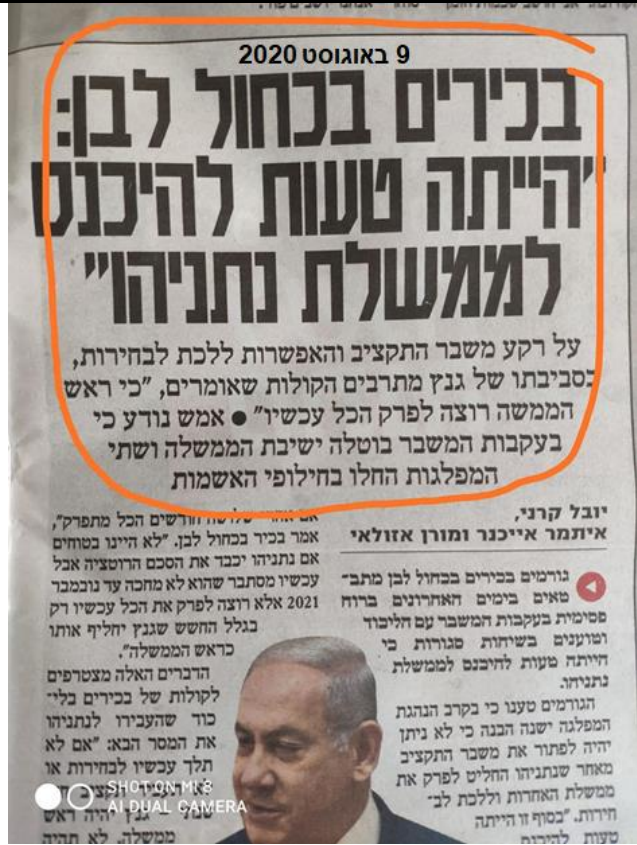 9 באוגוסט 2020
בכירים בכחול לבן:
"הייתה טעות להיכנס
לממשלת נתניהו"
על רקע משבר התקציב והאפשרות ללכת לבחירות,
בסביבתו של גנץ מתרבים הקולות שאומרים, "כי ראש
הממשה רוצה לפרק הכל עכשיו" ● אמש נודע כי
בעקבות המשבר בוטלה ישיבת הממשלה ושתי
המפלגות החלו בחילופי האשמות
יובל קרני,
איתמר אייכנר ומורן אזולאי
גורמים בכירים בכחול לבן מתב־
טאים בימים האחרונים ברוח
פסימית בעקבות המשבר עם הליכוד
וטוענים בשיחות סגורות כי
הייתה טעות להיכנס לממשלת
נתניהו.
הגורמים טענו כי בקרב הנהגת
המפלגה ישנה הבנה כי לא ניתן
יהיה לפתור את משבר התקציב
מאחר שנתניהו החליט לפרק את
ממשלת האחדות וללכת לב־
חירות. "בסוף זו הייתה
טעות להיכנס
חודשים הכל מתפרק",
אמר בכיר בכחול לבן. "לא היינו בטוחים
אם נתניהו יכבד את הסכם הרוטציה אבל
עכשיו מסתבר שהוא לא מחכה עד נובמבר
2021 אלא רוצה לפרק את הכל עכשיו רק
בגלל החשש שגנץ יחליף אותו
כראש הממשלה".
הדברים האלה מצטרפים
לקולות של בכירים בלי־
כוד שהעבירו לנתניהו
את המסר הבא: "אם לא
תלך עכשיו לבחירות או
גנץ יהיה ראש
ממשלה. לא תהיה
SHOT ON MI 8
AI DUAL CAMERA